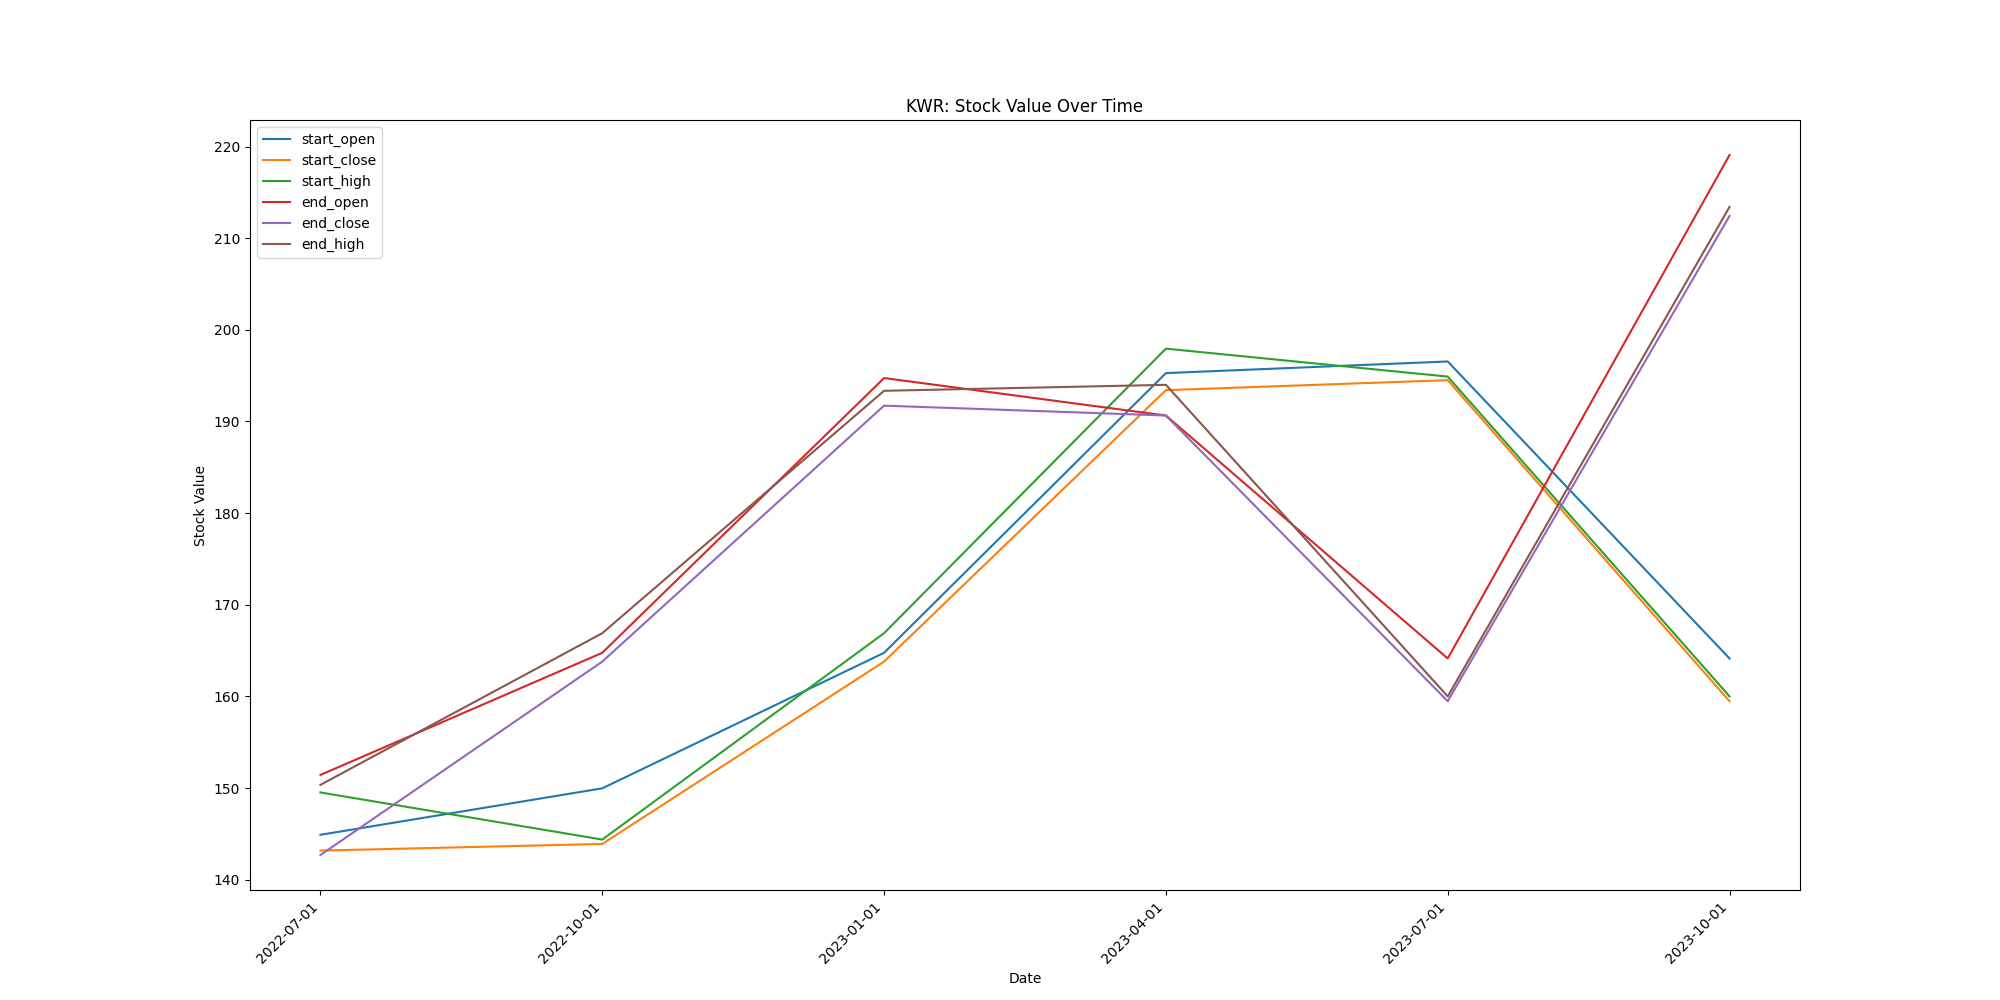 KWR: Stock Value Over Time
start_open
start_close
start_high
end_open
end_close
end_high
220
210
200
190
180
170
160
150
140
Stock Value
2022-07-01
2022-10-01
2023-01-01
2023-04-01
2023-07-01
2023-10-01
Date